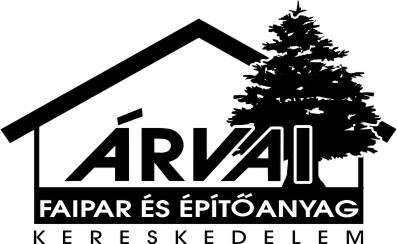 ÁRVAI
FAIPAR ÉS ÉPÍTŐANYAG
KERESKEDELEM